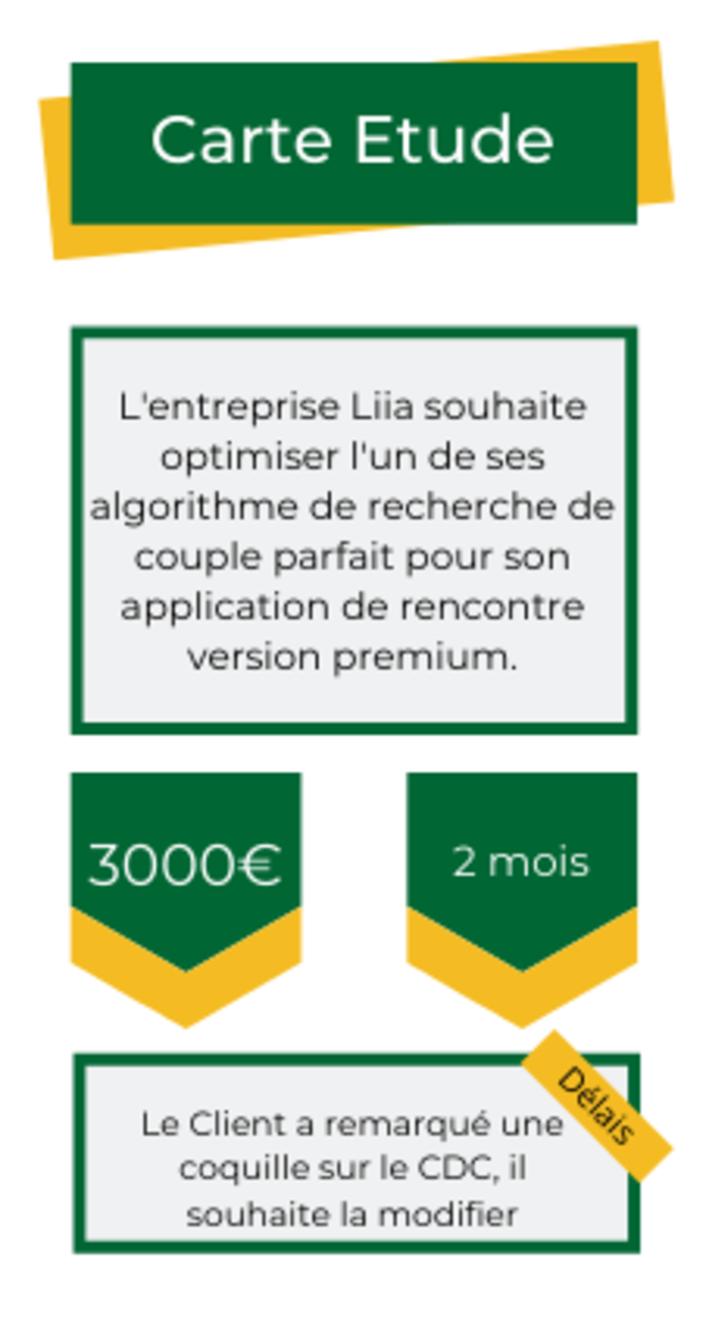 Carte Etude
L'entreprise Liia souhaite
optimiser l'un de ses
algorithme de recherche de
couple parfait pour son
application de rencontre
version premium.
3000€
2 mois
Délais
Le Client a remarqué une
coquille sur le CDC, il
souhaite la modifier